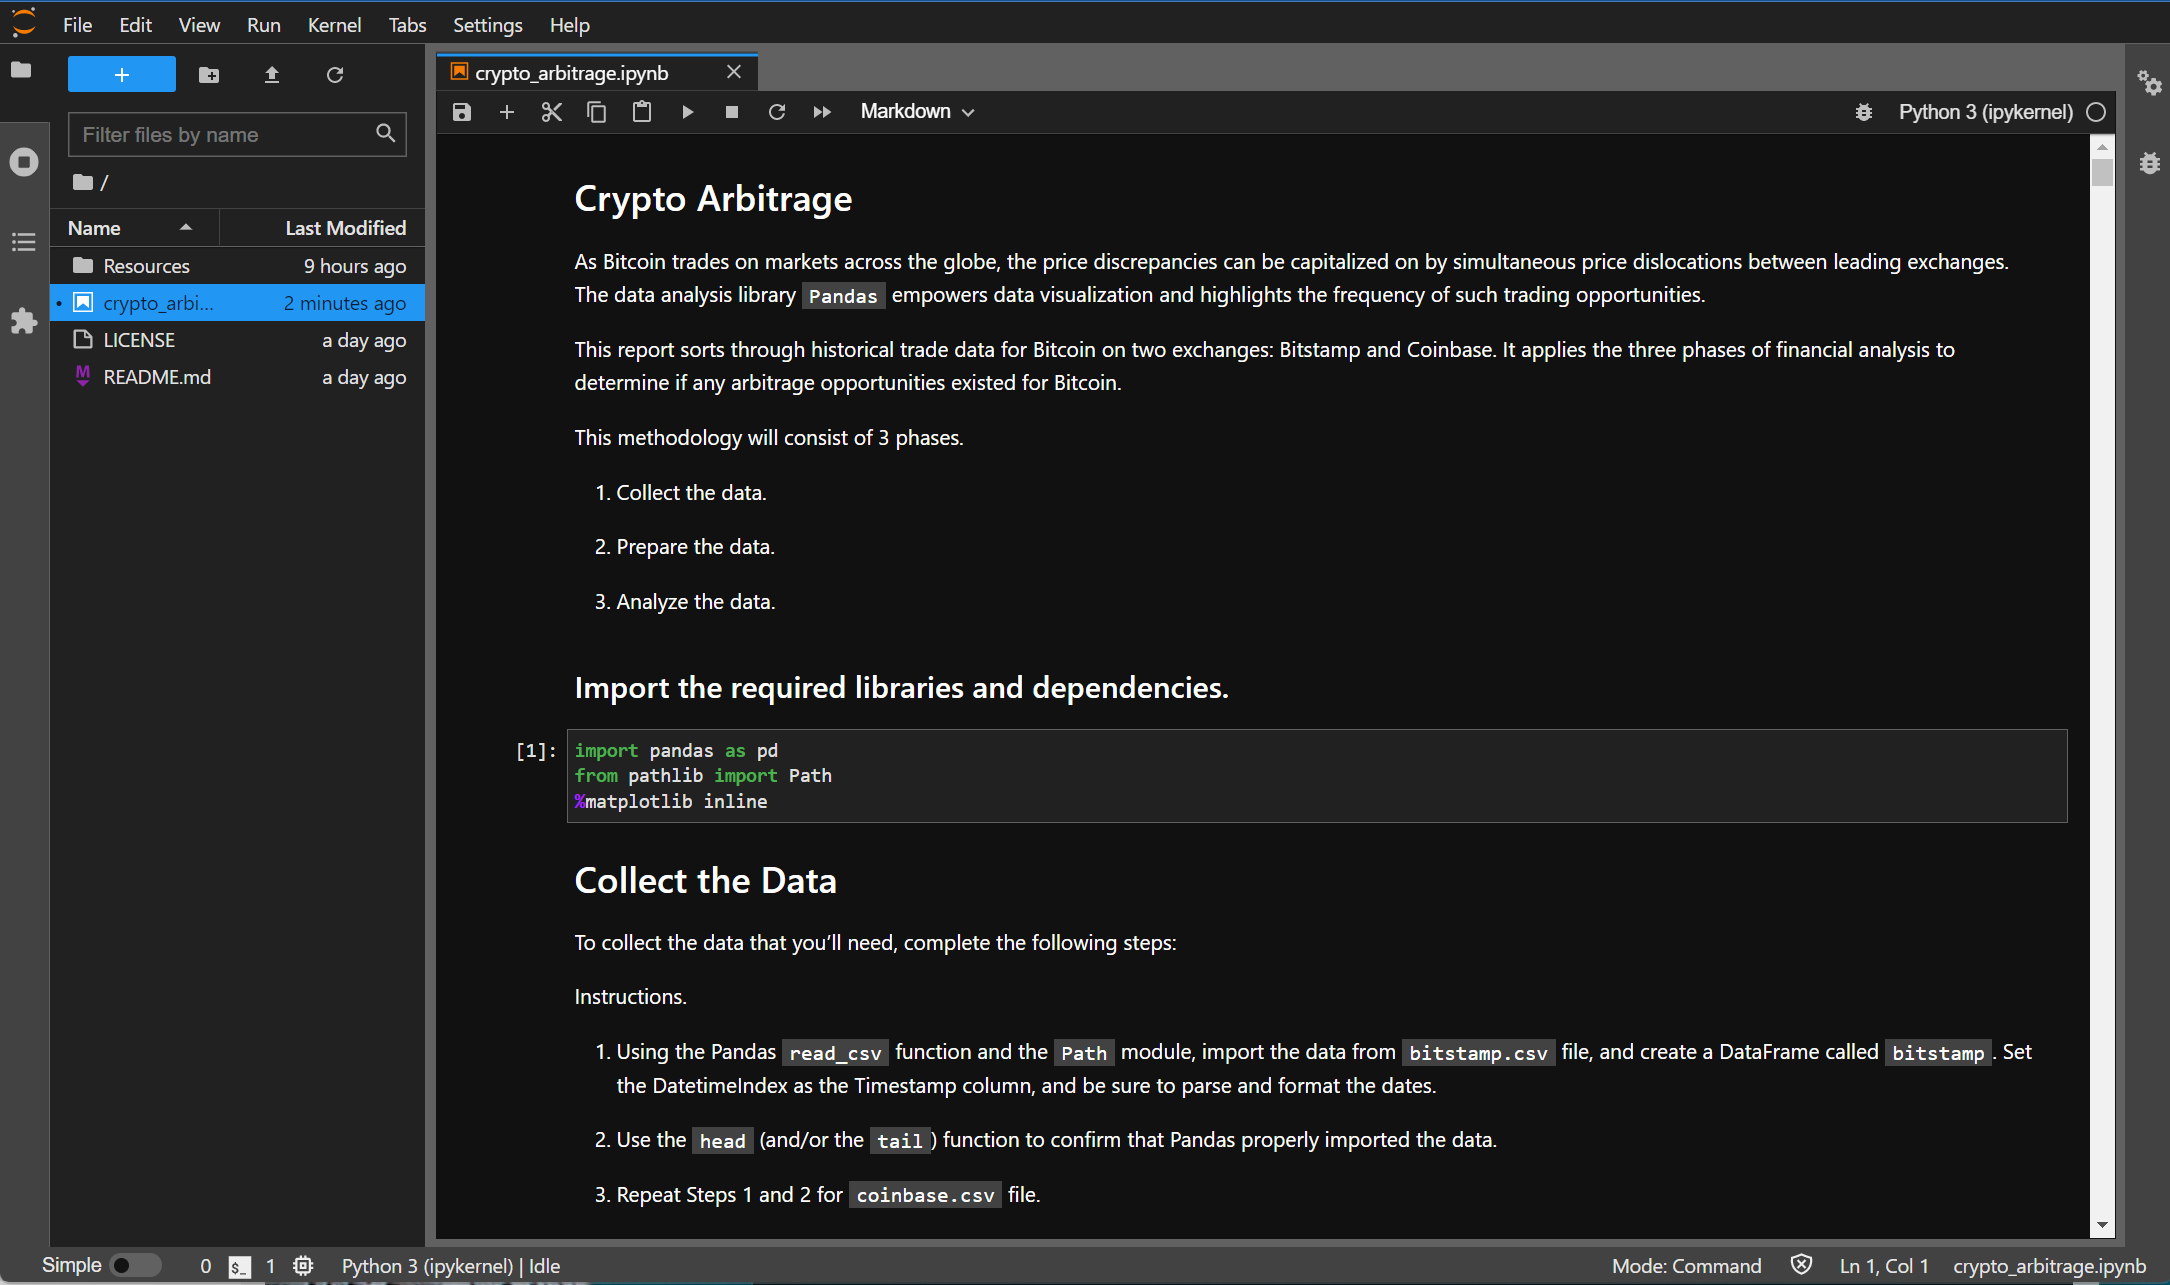 File Edit View Run Kernel Tabs Settings Help
+
Filter files by name
/
Name Last Modified
Resources 9 hours ago
• crypto_arbi... 2 minutes ago
LICENSE a day ago
README.md a day ago
crypto_arbitrage.ipynb
Markdown
Python 3 (ipykernel)
Crypto Arbitrage
As Bitcoin trades on markets across the globe, the price discrepancies can be capitalized on by simultaneous price dislocations between leading exchanges.
The data analysis library Pandas empowers data visualization and highlights the frequency of such trading opportunities.
This report sorts through historical trade data for Bitcoin on two exchanges: Bitstamp and Coinbase. It applies the three phases of financial analysis to
determine if any arbitrage opportunities existed for Bitcoin.
This methodology will consist of 3 phases.
1. Collect the data.
2. Prepare the data.
3. Analyze the data.
Import the required libraries and dependencies.
[1]: import pandas as pd
from pathlib import Path
%matplotlib inline
Collect the Data
To collect the data that you’ll need, complete the following steps:
Instructions.
1. Using the Pandas read_csv function and the Path module, import the data from bitstamp.csv file, and create a DataFrame called bitstamp. Set
the DatetimeIndex as the Timestamp column, and be sure to parse and format the dates.
2. Use the head (and/or the tail) function to confirm that Pandas properly imported the data.
3. Repeat Steps 1 and 2 for coinbase.csv file.
Simple 0 $_ 1 Python 3 (ipykernel) | Idle Mode: Command Ln 1, Col 1 crypto_arbitrage.ipynb